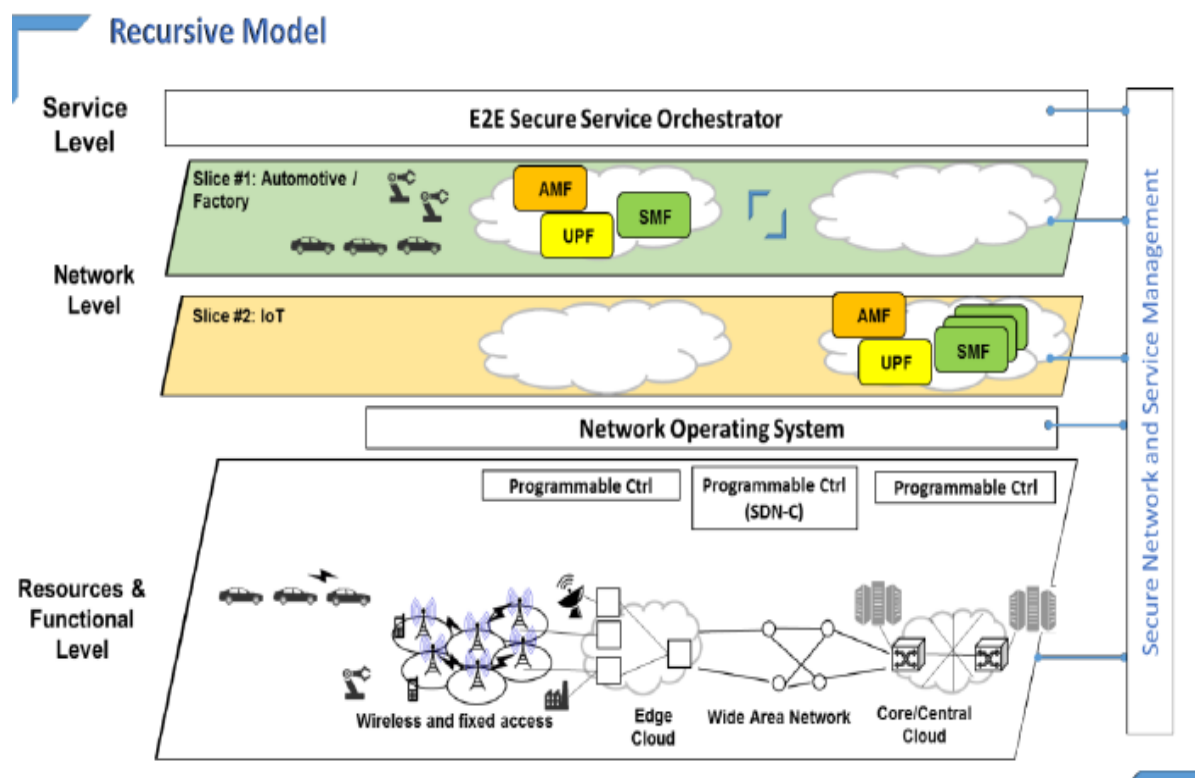 Recursive Model
Service
Level
E2E Secure Service Orchestrator
Slice #1: Automotive /
Factory
AMF
UPF
SMF
Network
Level
Slice #2: IoT
AMF
UPF
SMF
Network Operating System
Programmable Ctrl
Programmable Ctrl
(SDN-C)
Programmable Ctrl
Resources &
Functional
Level
Wireless and fixed access
Edge
Cloud
Wide Area Network
Core/Central
Cloud
Secure Network and Service Management